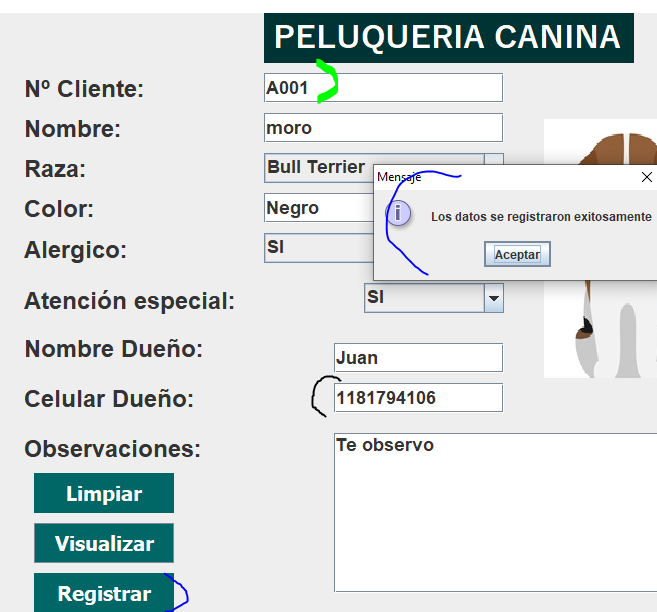 PELUQUERIA CANINA
Nº Cliente: A001
Nombre: moro
Raza: Bull Terrier
Mensaje
Color: Negro
Los datos se registraron exitosamente
Alergico: SI
Aceptar
Atención especial: SI
Nombre Dueño: Juan
Celular Dueño: 1181794106
Observaciones: Te observo
Limpiar
Visualizar
Registrar